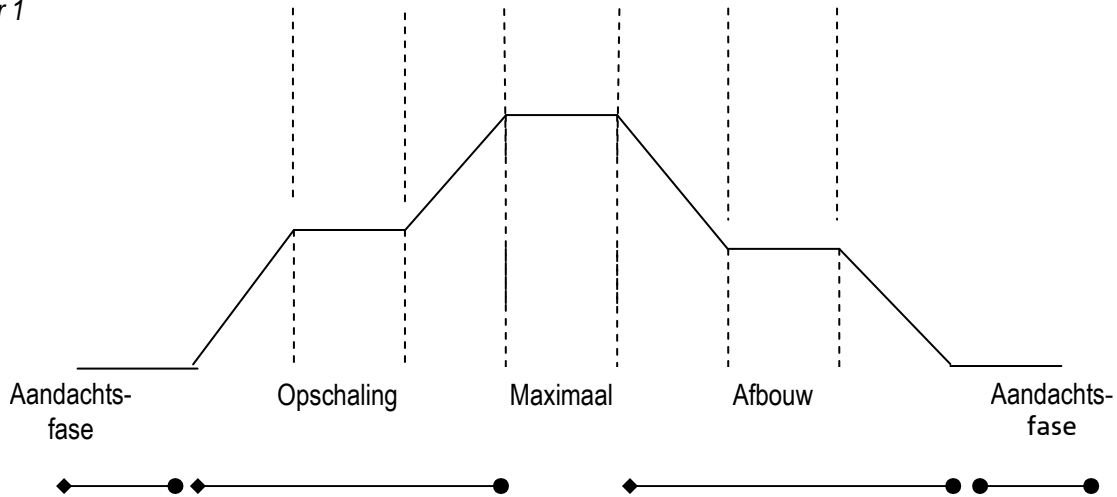 r 1
Aandachts-
fase
Opschaling
Maximaal
Afbouw
Aandachts-
fase